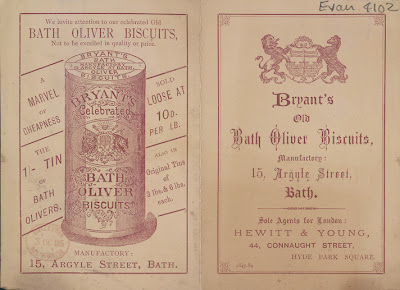 We invite attention to our celebrated Old
BATH OLIVER BISCUITS,
Not to be excelled in quality or price.
A
MARVEL
OF
CHEAPNESS
THE
1/- TIN
OF
BATH
OLIVERS.
BRYANT'S
BATH
OLIVER
BISCUITS
BRYANT'S
Celebrated
BATH
OLIVER
BISCUITS
SOLD
LOOSE AT
10D.
PER LB.
ALSO IN
Original Tins
of
3 lbs. & 6 lbs.
each.
MANUFACTORY:
15, ARGYLE STREET, BATH.
Evan 4102
Bryant's
Old
Bath Oliver Biscuits,
Manufactory:
15, Argyle Street,
Bath.
Sole Agents for London:
HEWITT & YOUNG,
44, CONNAUGHT STREET,
HYDE PARK SQUARE.